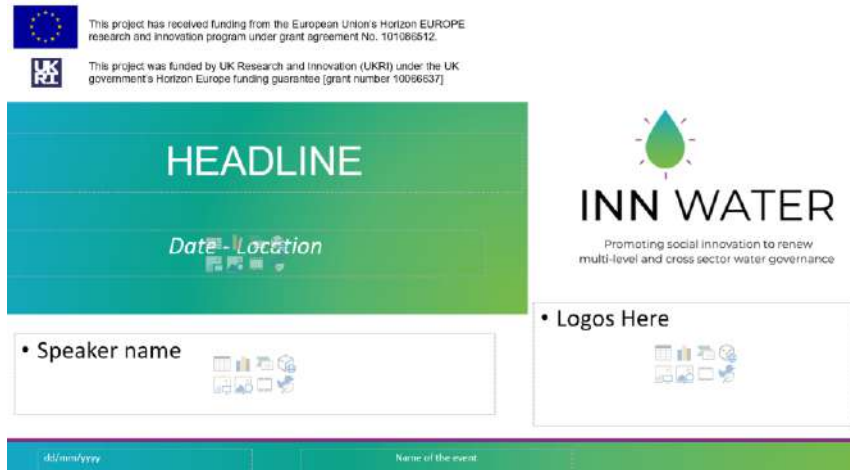 This project has received funding from the European Union's Horizon EUROPE
research and innovation program under grant agreement No. 101086512.
UK
RI
This project was funded by UK Research and Innovation (UKRI) under the UK
government's Horizon Europe funding guarantee [grant number 10066637]
HEADLINE
Date - Location
INN WATER
Promoting social innovation to renew
multi-level and cross sector water governance
• Logos Here
• Speaker name
dd/mm/yyyy
Name of the event